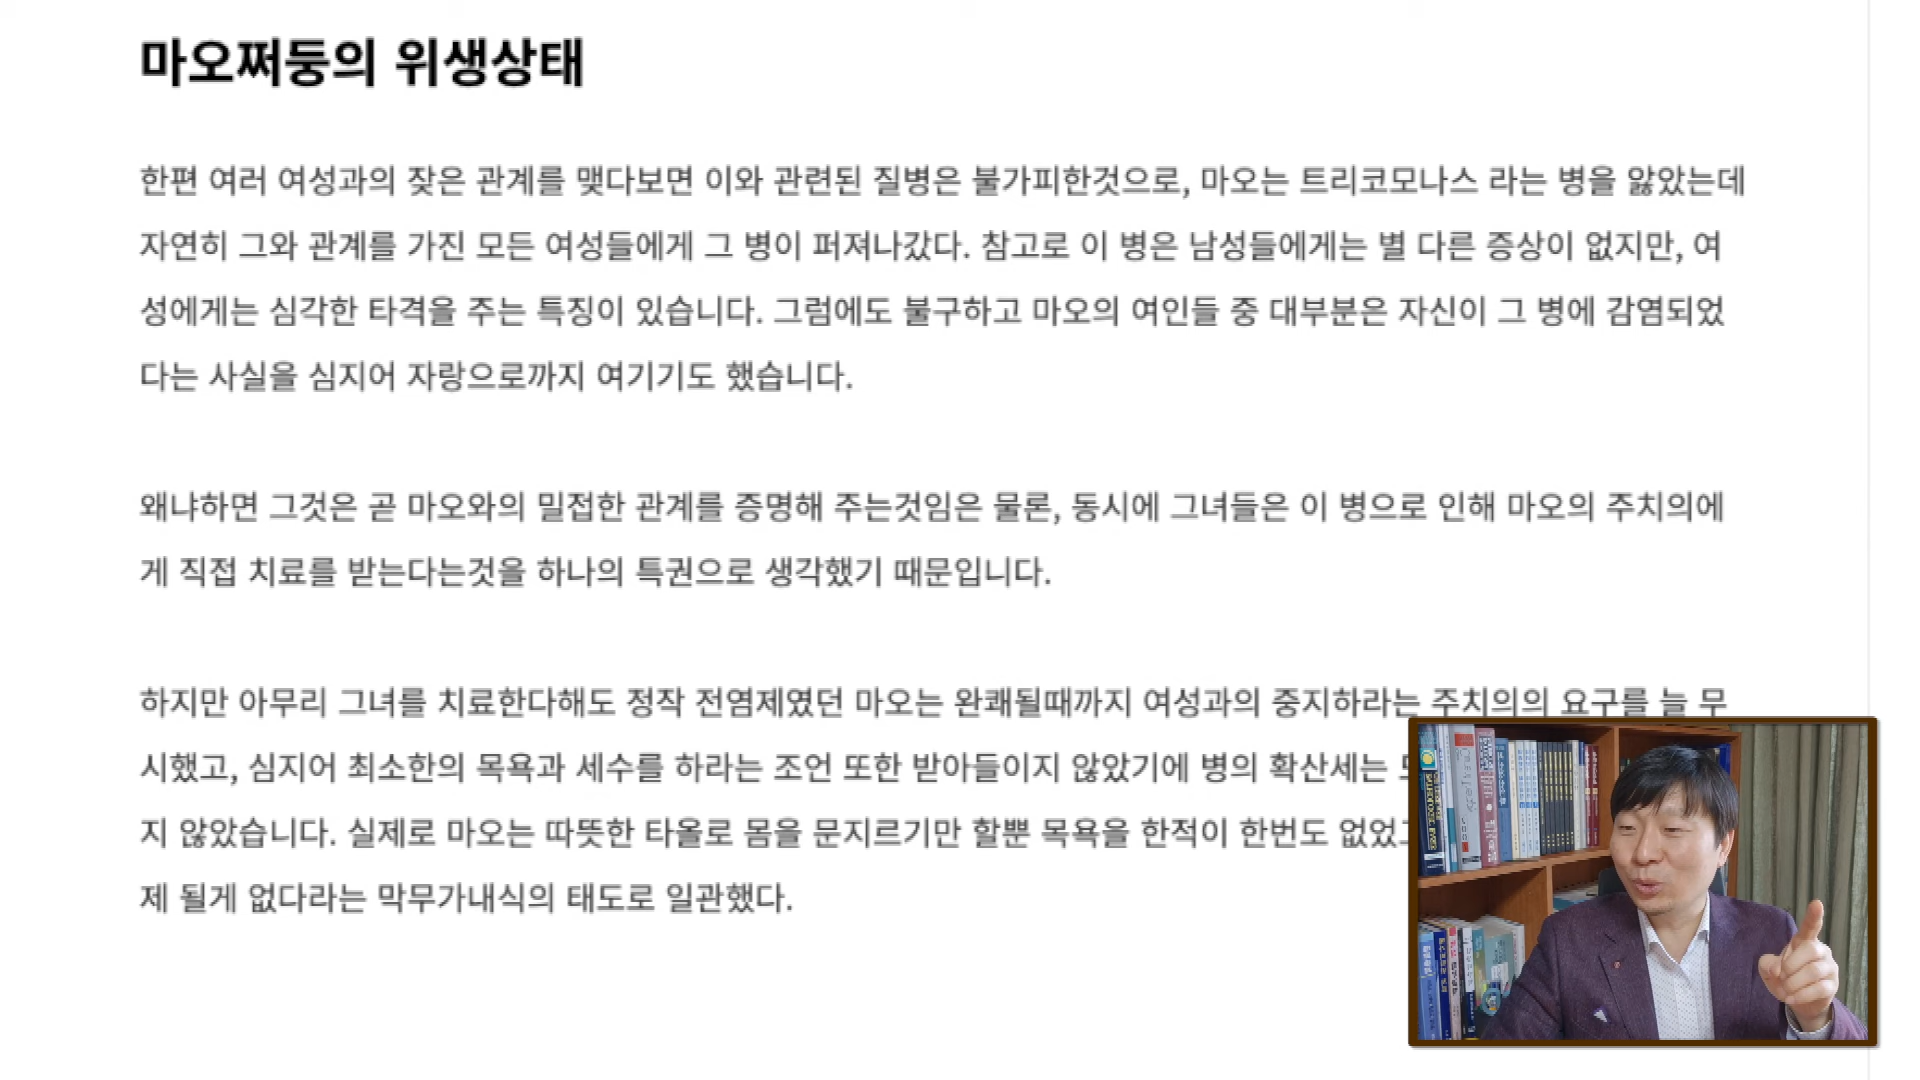 마오쩌둥의 위생상태
한편 여러 여성과의 잦은 관계를 맺다보면 이와 관련된 질병은 불가피한것으로, 마오는 트리코모나스 라는 병을 앓았는데
자연히 그와 관계를 가진 모든 여성들에게 그 병이 퍼져나갔다. 참고로 이 병은 남성들에게는 별 다른 증상이 없지만, 여
성에게는 심각한 타격을 주는 특징이 있습니다. 그럼에도 불구하고 마오의 여인들 중 대부분은 자신이 그 병에 감염되었
다는 사실을 심지어 자랑으로까지 여기기도 했습니다.
왜냐하면 그것은 곧 마오와의 밀접한 관계를 증명해 주는것임은 물론, 동시에 그녀들은 이 병으로 인해 마오의 주치의에
게 직접 치료를 받는다는것을 하나의 특권으로 생각했기 때문입니다.
하지만 아무리 그녀를 치료한다해도 정작 전염제였던 마오는 완쾌될때까지 여성과의 중지하라는 주치의의 요구를 늘 무
시했고, 심지어 최소한의 목욕과 세수를 하라는 조언 또한 받아들이지 않았기에 병의 확산세는
지 않았습니다. 실제로 마오는 따뜻한 타올로 몸을 문지르기만 할뿐 목욕을 한적이 한번도
제 될게 없다라는 막무가내식의 태도로 일관했다.